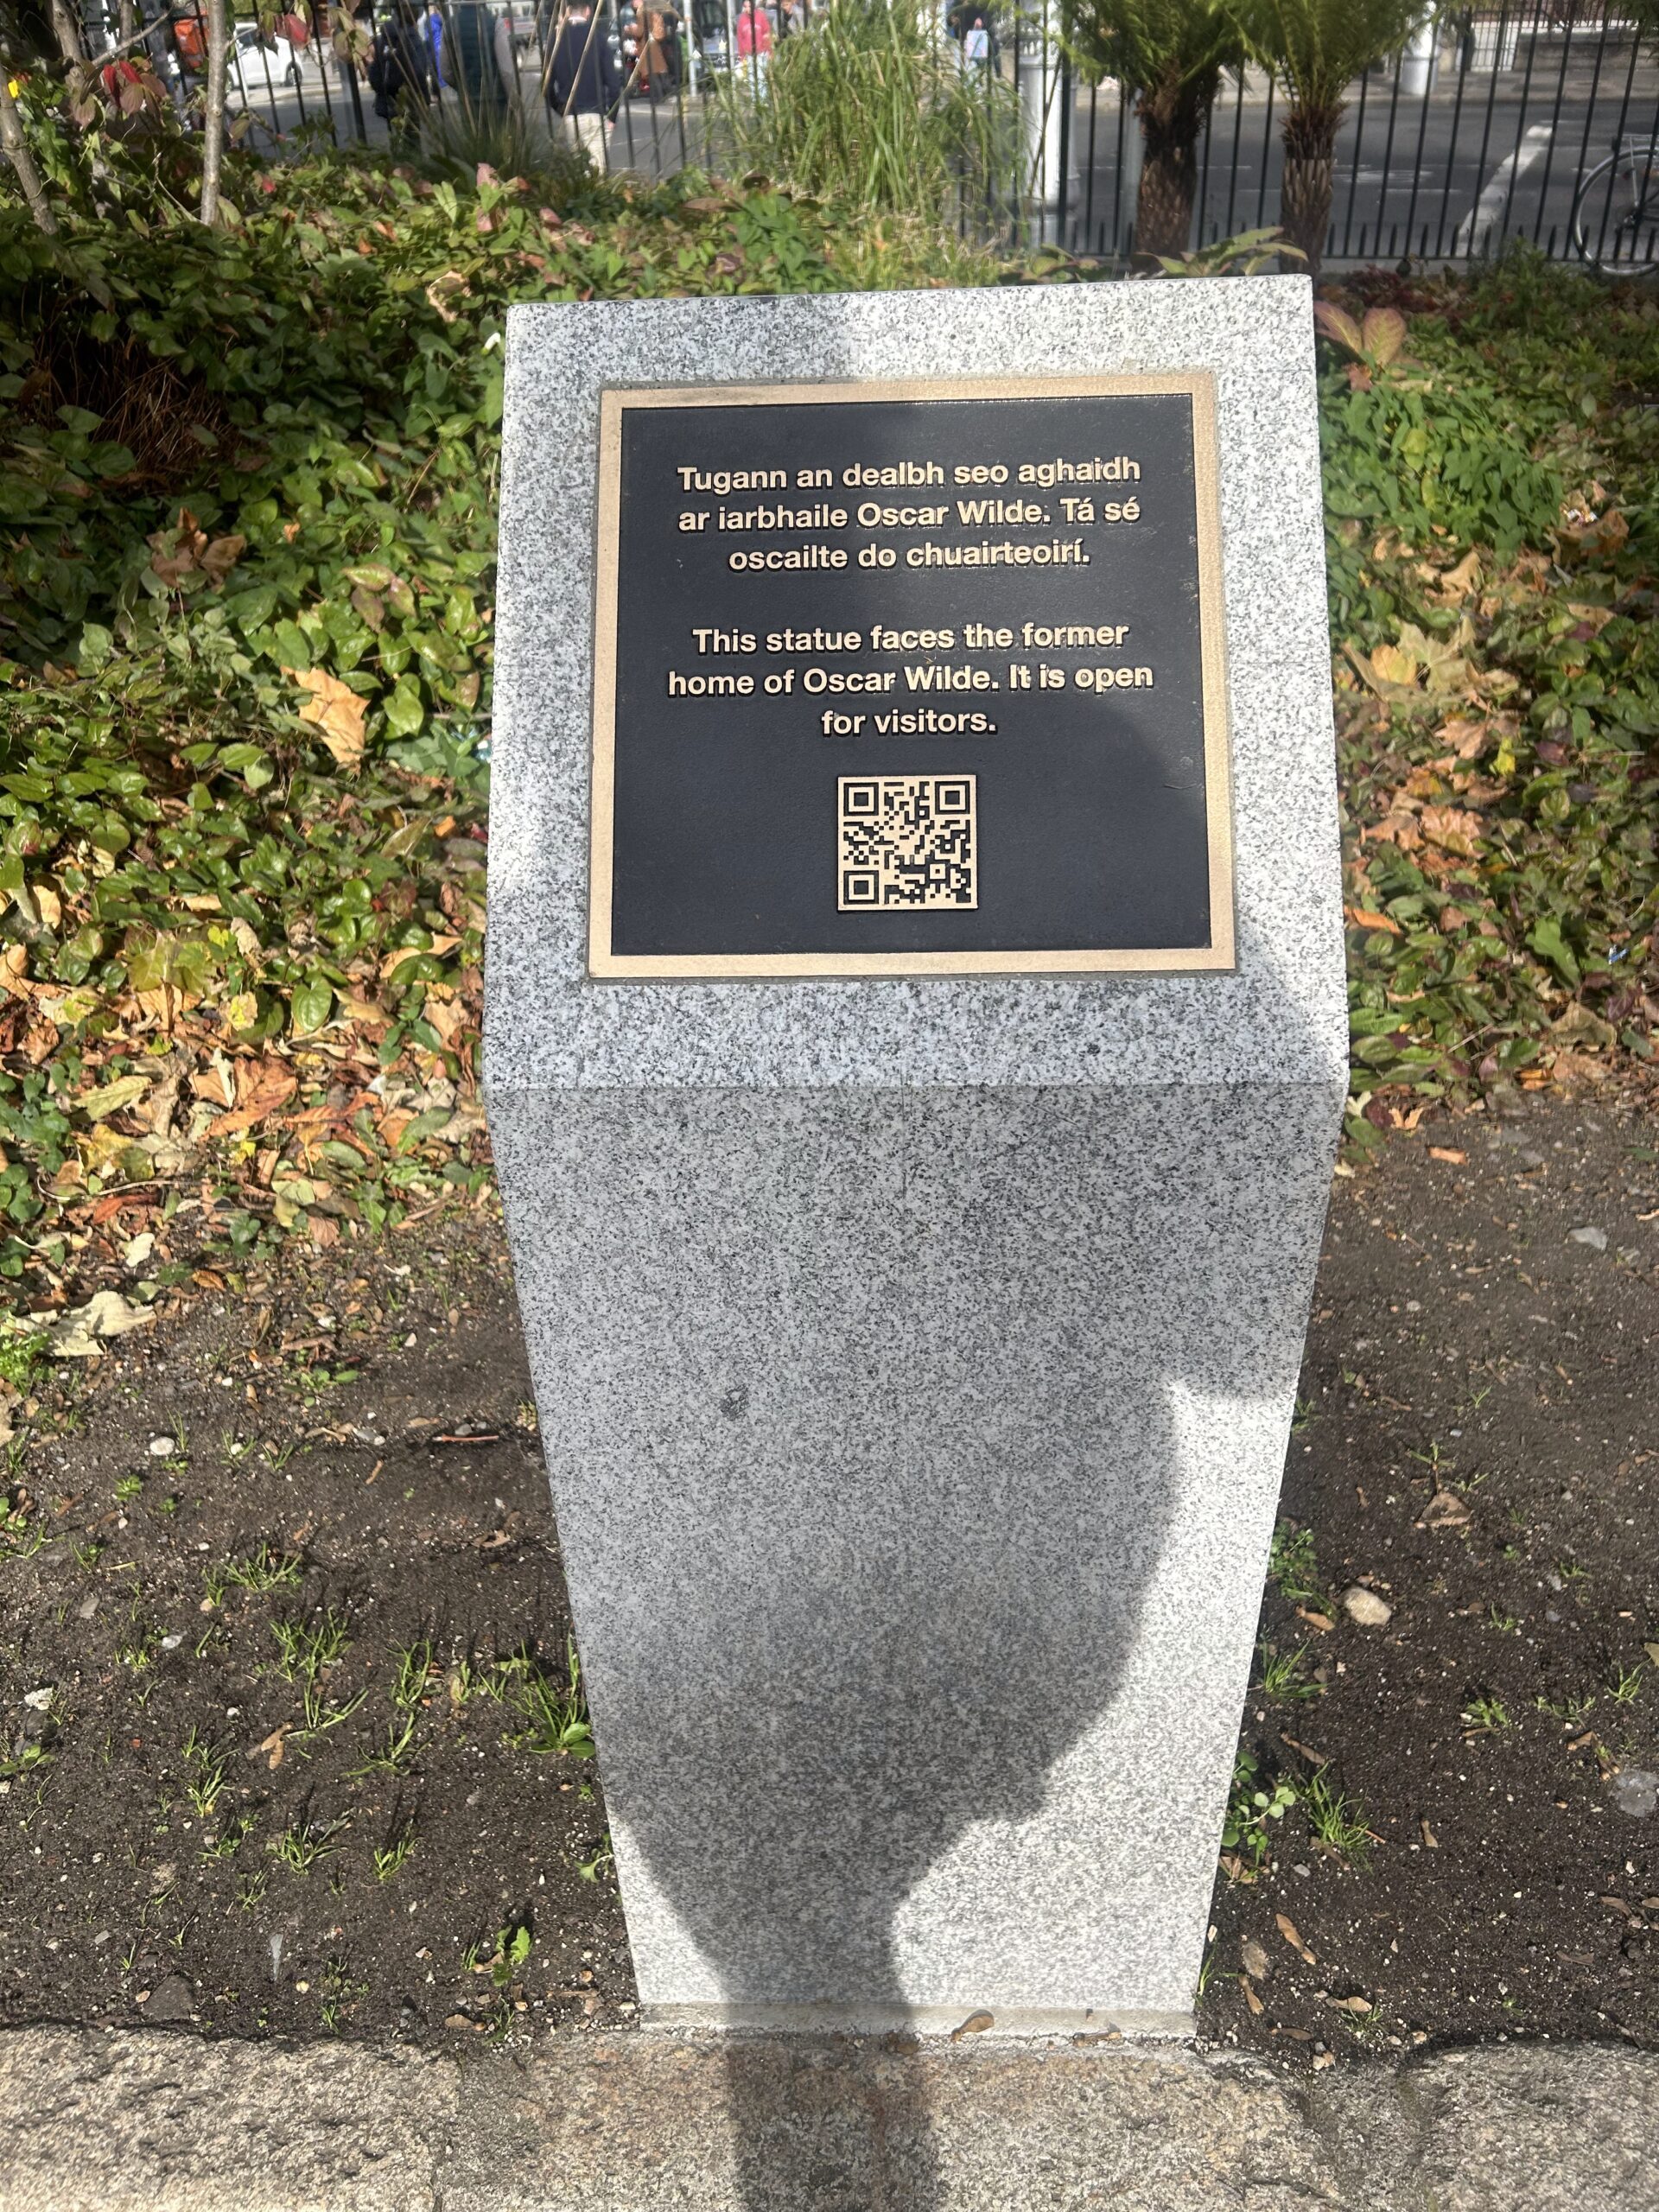 Tugann an dealbh seo aghaidh
ar iarbhaile Oscar Wilde. Tá sé
oscailte do chuairteoirí.
This statue faces the former
home of Oscar Wilde. It is open
for visitors.